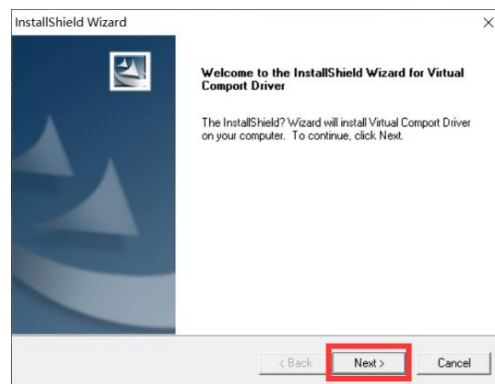 InstallShield Wizard
Welcome to the InstallShield Wizard for Virtual
Comport Driver
The InstallShield? Wizard will install Virtual Comport Driver
on your computer. To continue, click Next.
< Back
Next >
Cancel